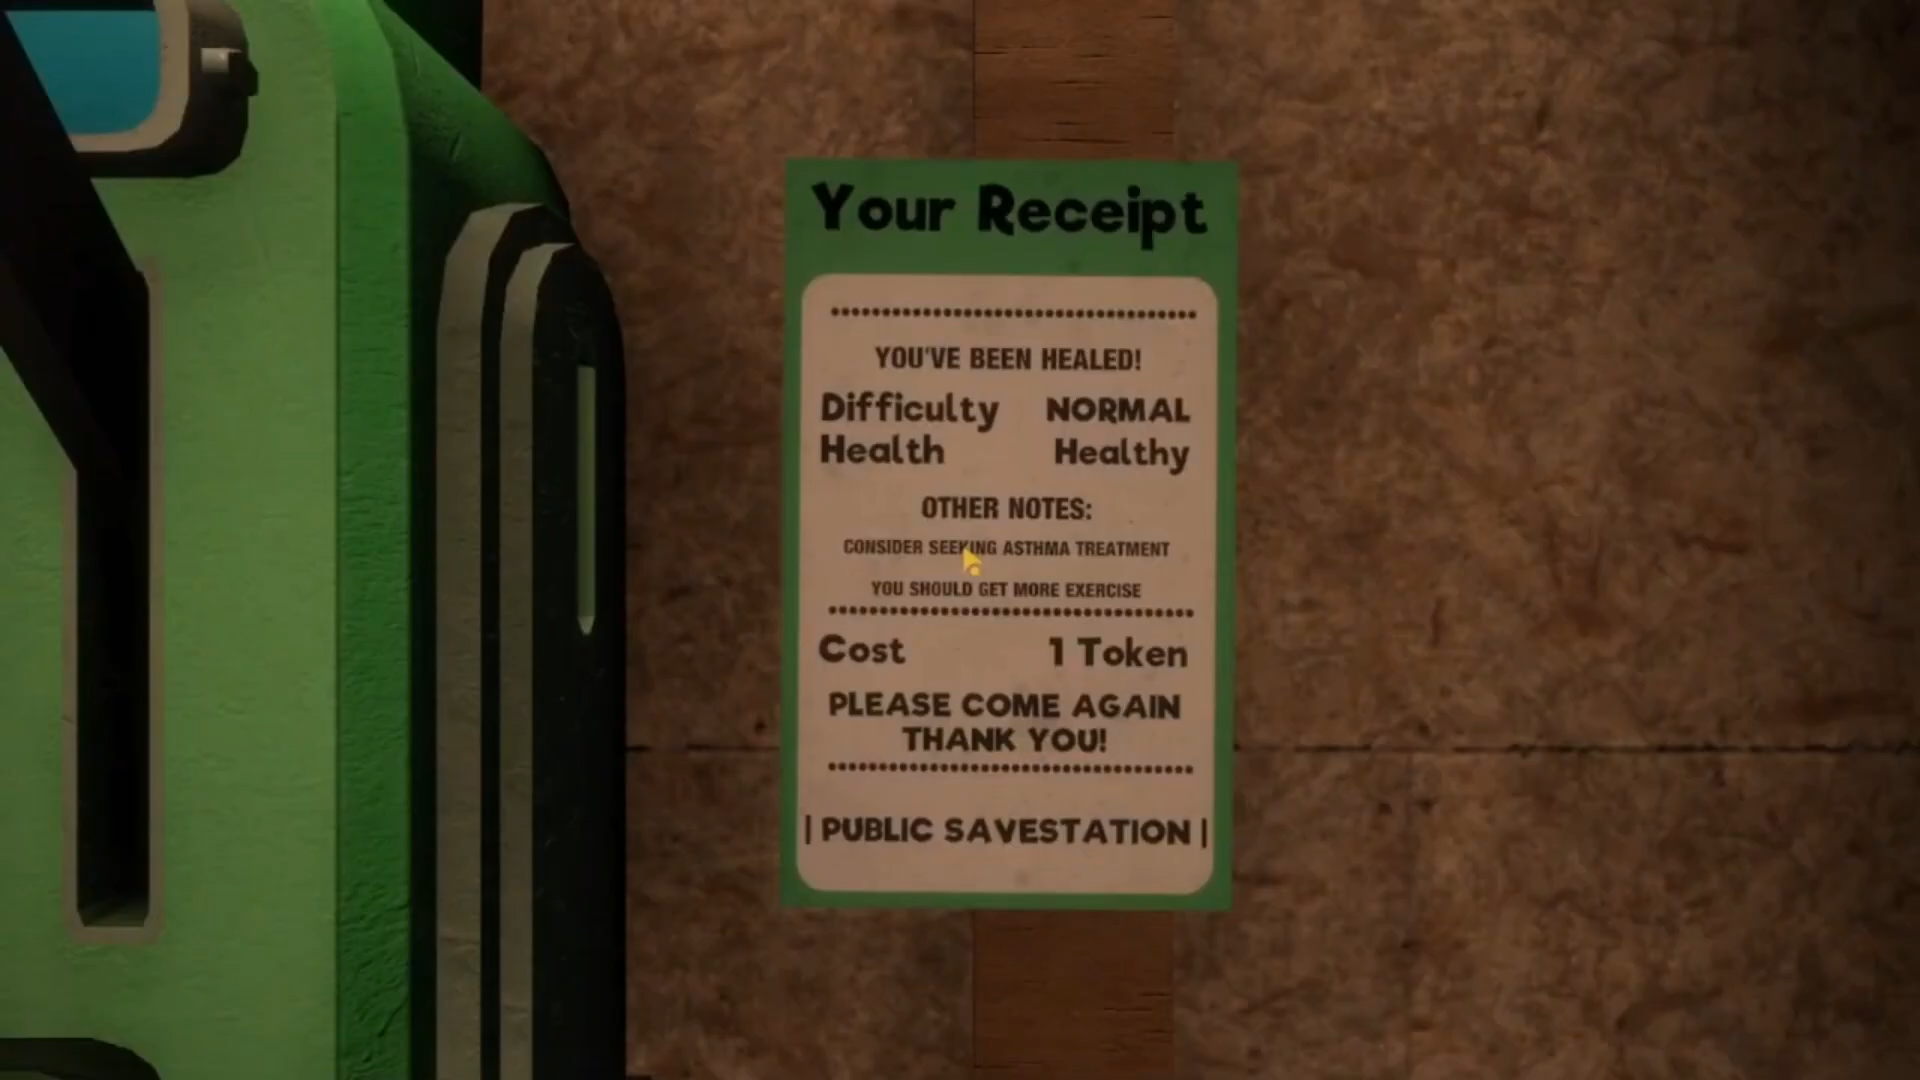 Your Receipt
YOU'VE BEEN HEALED!
Difficulty NORMAL
Health Healthy
OTHER NOTES:
CONSIDER SEEKING ASTHMA TREATMENT
YOU SHOULD GET MORE EXERCISE
Cost 1 Token
PLEASE COME AGAIN
THANK YOU!
| PUBLIC SAVESTATION |